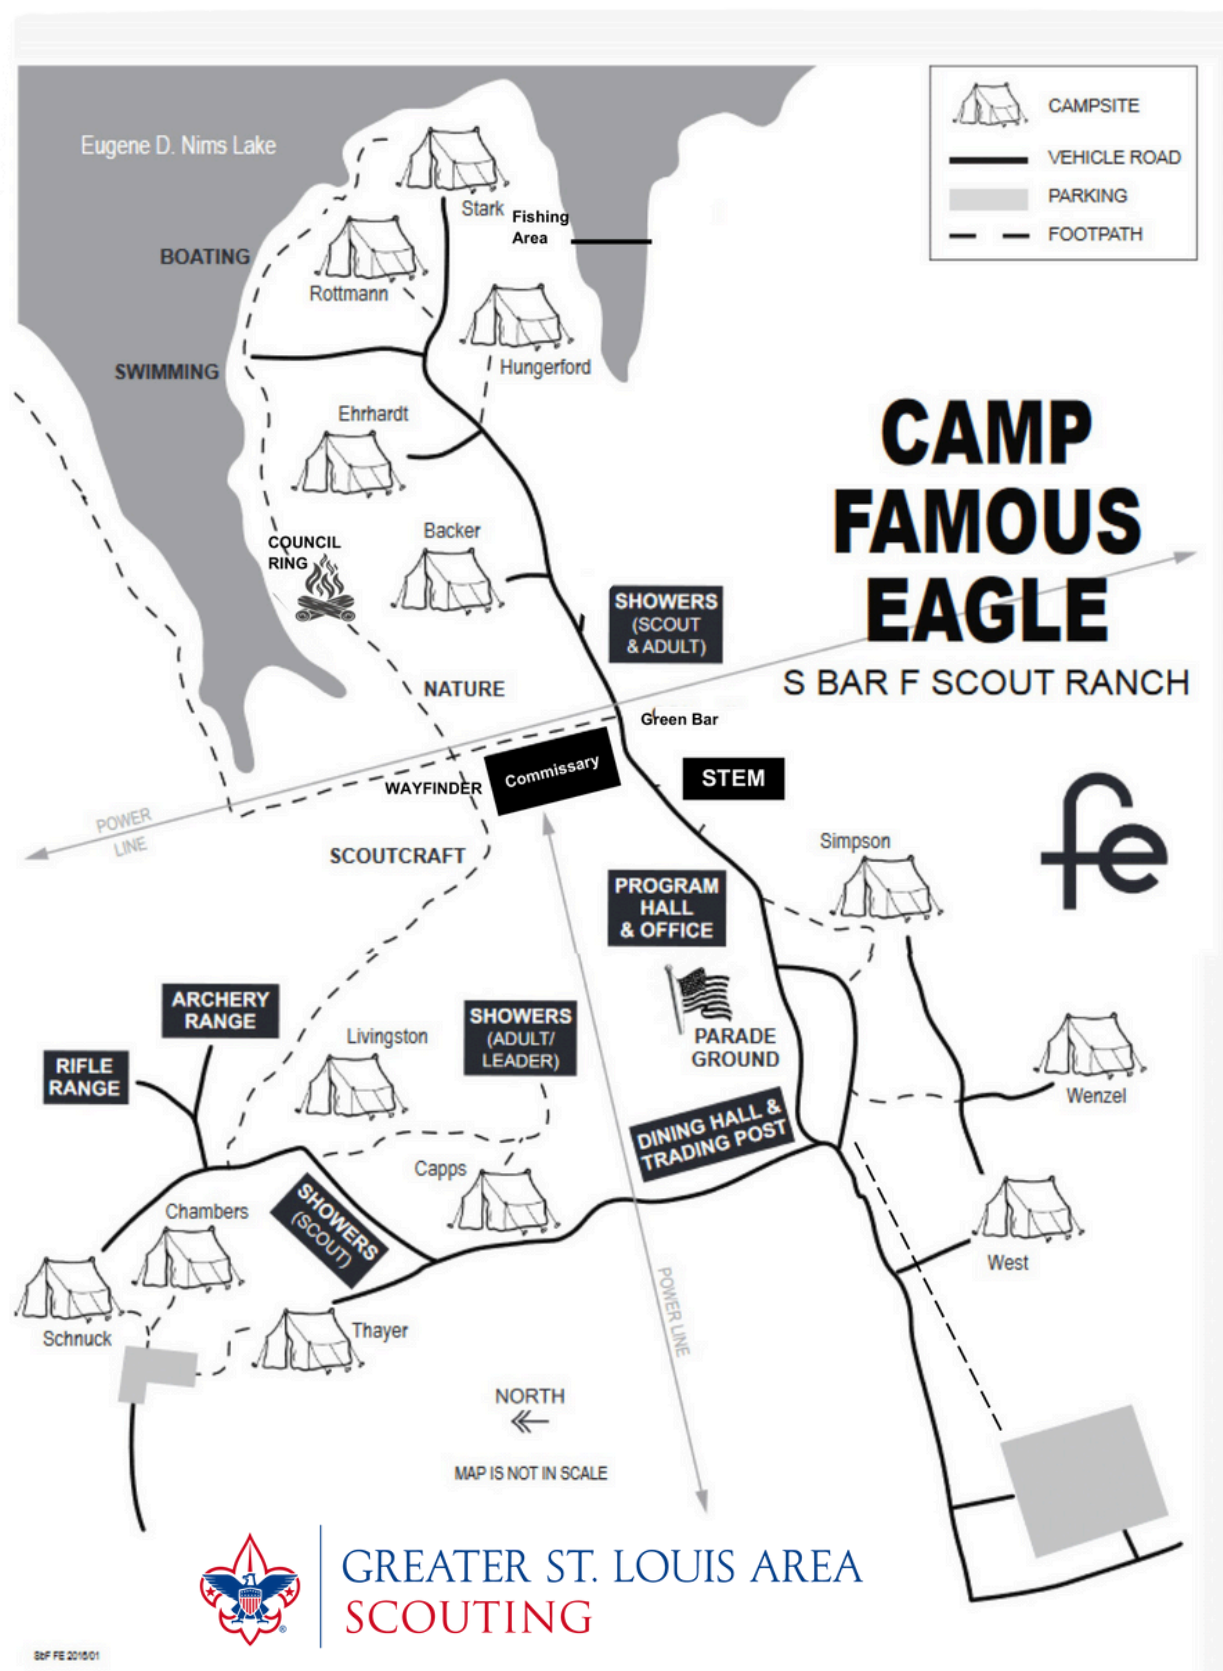 Eugene D. Nims Lake
CAMPSITE
VEHICLE ROAD
PARKING
FOOTPATH
Stark
Fishing
Area
BOATING
Rottmann
SWIMMING
Hungerford
Ehrhardt
CAMP
FAMOUS
EAGLE
S BAR F SCOUT RANCH
Backer
COUNCIL
RING
SHOWERS
(SCOUT
& ADULT)
NATURE
Green Bar
Commissary
WAYFINDER
STEM
POWER
LINE
SCOUTCRAFT
Simpson
fe
PROGRAM
HALL
& OFFICE
ARCHERY
RANGE
Livingston
SHOWERS
(ADULT/
LEADER)
PARADE
GROUND
RIFLE
RANGE
Wenzel
DINING HALL &
TRADING POST
Capps
Chambers
SHOWERS
(SCOUT)
West
Schnuck
Thayer
POWER LINE
NORTH
MAP IS NOT IN SCALE
GREATER ST. LOUIS AREA
SCOUTING
®
SbF FE 2016/01